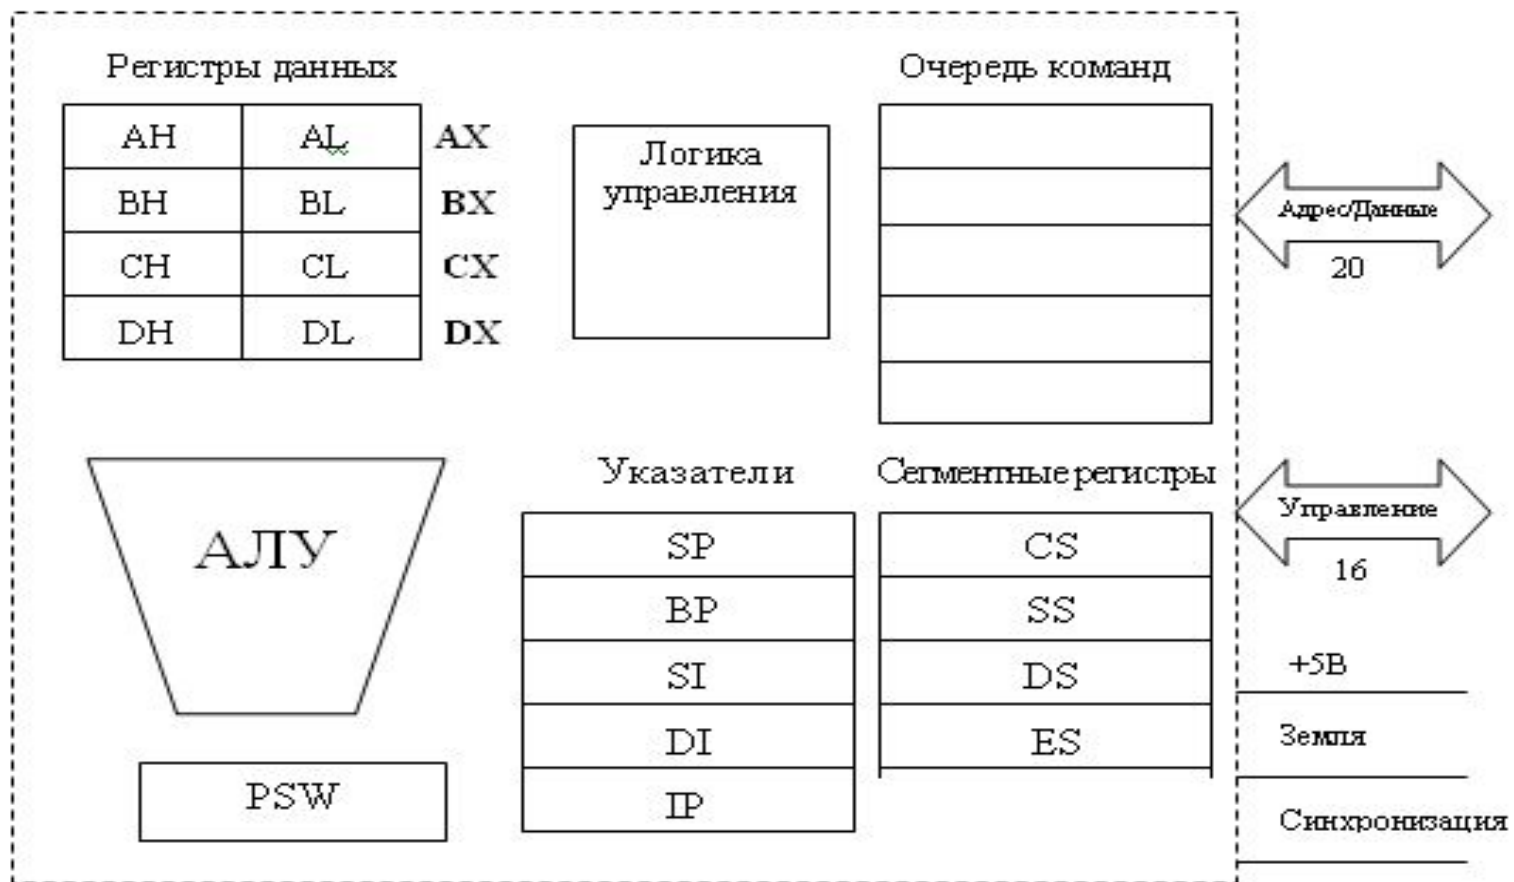 Регистры данных
AH AL AX
BH BL BX
CH CL CX
DH DL DX
Логика
управления
Очередь команд
Адрес/Данные
20
АЛУ
PSW
Указатели
SP
BP
SI
DI
IP
Сегментные регистры
CS
SS
DS
ES
Управление
16
+5В
Земля
Синхронизация